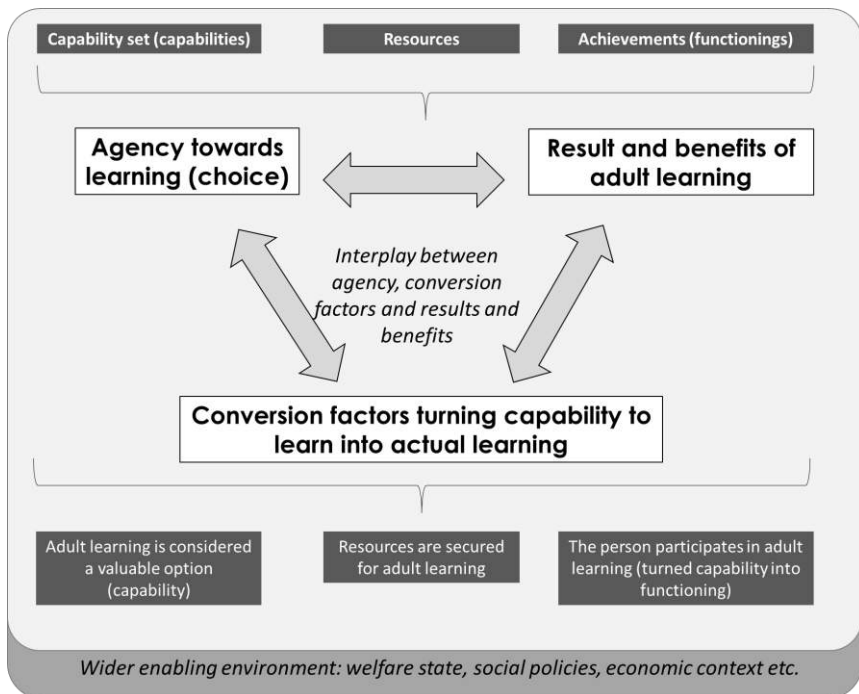 Capability set (capabilities)
Resources
Achievements (functionings)
Agency towards
learning (choice)
Result and benefits of
adult learning
Interplay between
agency, conversion
factors and results and
benefits
Conversion factors turning capability to
learn into actual learning
Adult learning is considered
a valuable option
(capability)
Resources are secured
for adult learning
The person participates in adult
learning (turned capability into
functioning)
Wider enabling environment: welfare state, social policies, economic context etc.